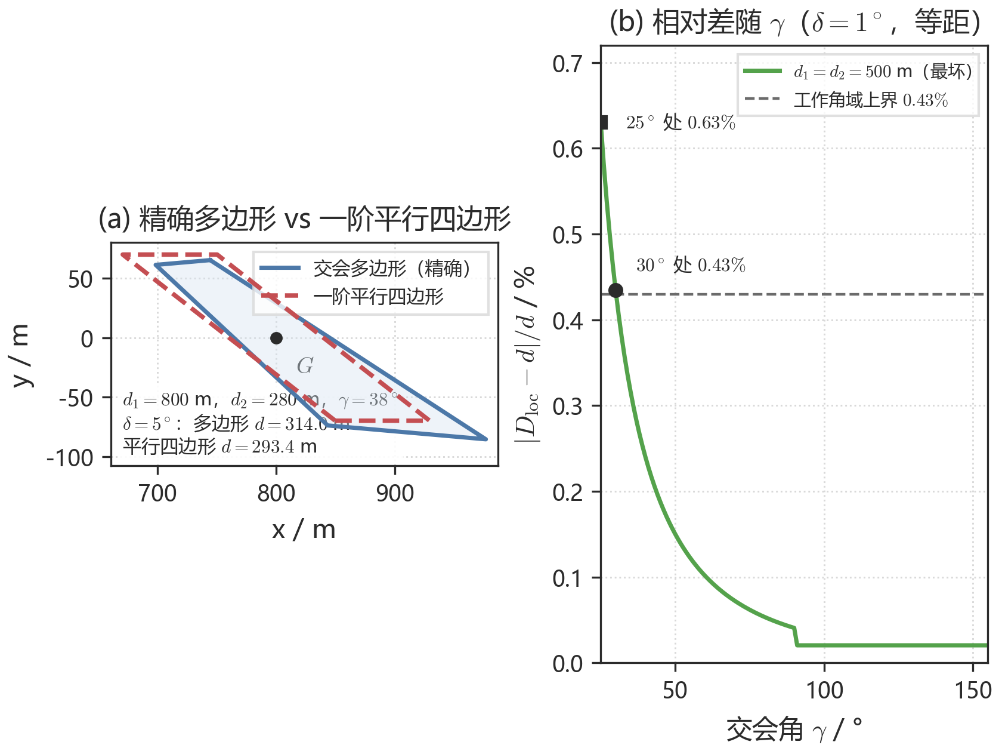 (a) 精确多边形 vs 一阶平行四边形
交会多边形（精确）
一阶平行四边形
50
0
-50
-100
y / m
G
d₁ = 800 m，d₂ = 280 m，γ = 38°
δ = 5°：多边形 d = 314.0 m
平行四边形 d = 293.4 m
700
800
900
x / m
(b) 相对差随 γ（δ = 1°，等距）
d₁ = d₂ = 500 m（最坏）
工作角域上界 0.43%
25° 处 0.63%
30° 处 0.43%
0.7
0.6
0.5
0.4
0.3
0.2
0.1
0.0
|D_loc − d|/d / %
50
100
150
交会角 γ / °